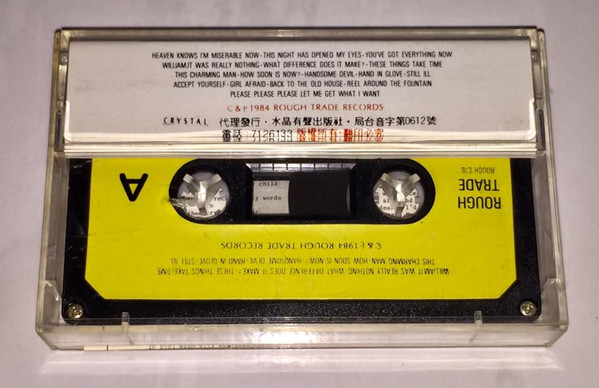 HEAVEN KNOWS I'M MISERABLE NOW·THIS NIGHT HAS OPENED MY EYES·YOU'VE GOT EVERYTHING NOW
WILLIAM,IT WAS REALLY NOTHING·WHAT DIFFERENCE DOES IT MAKE?·THESE THINGS TAKE TIME
THIS CHARMING MAN·HOW SOON IS NOW?·HANDSOME DEVIL·HAND IN GLOVE·STILL ILL
ACCEPT YOURSELF·GIRL AFRAID·BACK TO THE OLD HOUSE·REEL AROUND THE FOUNTAIN
PLEASE PLEASE PLEASE LET ME GET WHAT I WANT
C & P 1984 ROUGH TRADE RECORDS
CRYSTAL 代理發行·水晶有聲出版社·局台音字第0612號
電話 7126133 版權所有·翻印必究
A
child
y words
ROUGH
TRADE
ROUGH C76
C & P 1984 ROUGH TRADE RECORDS
WILLIAM,IT WAS REALLY NOTHING·WHAT DIFFERENCE DOES IT MAKE?·THESE THINGS TAKE TIME
THIS CHARMING MAN·HOW SOON IS NOW?·HANDSOME DEVIL·HAND IN GLOVE·STILL ILL